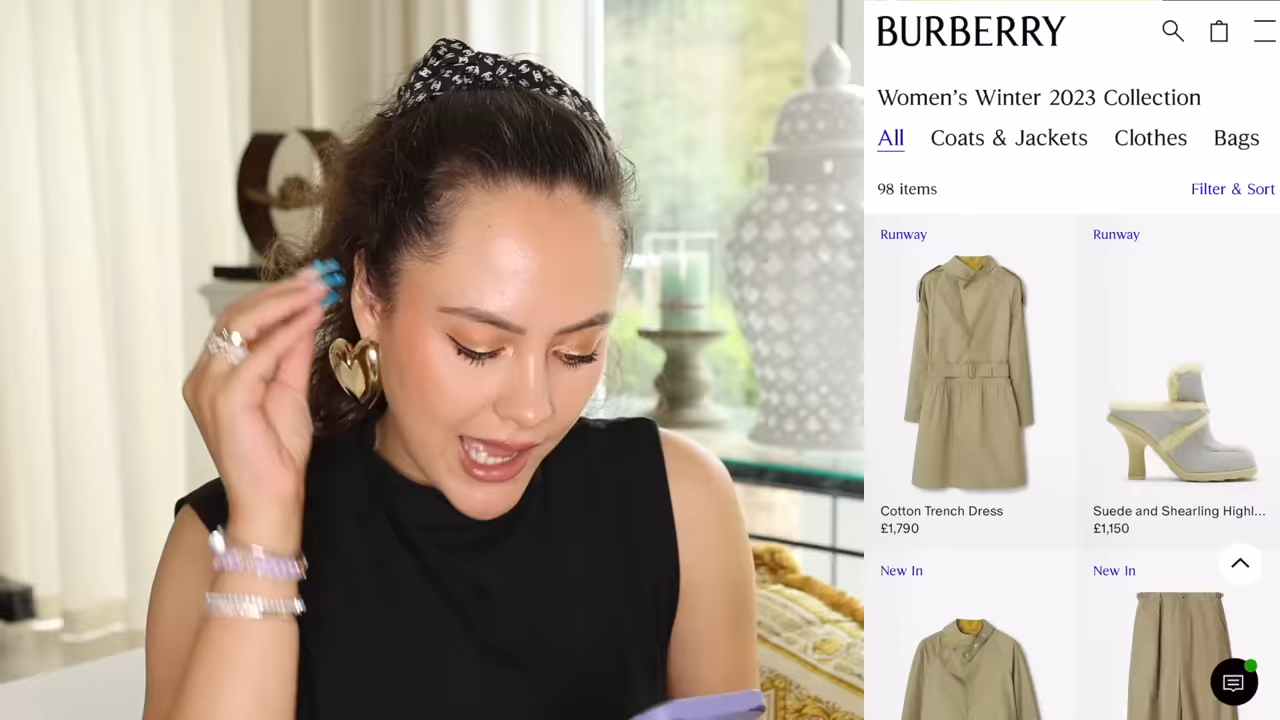 BURBERRY
Women's Winter 2023 Collection
All Coats & Jackets Clothes Bags
98 items Filter & Sort
Runway Runway
Cotton Trench Dress Suede and Shearling Highl...
£1,790 £1,150
New In New In